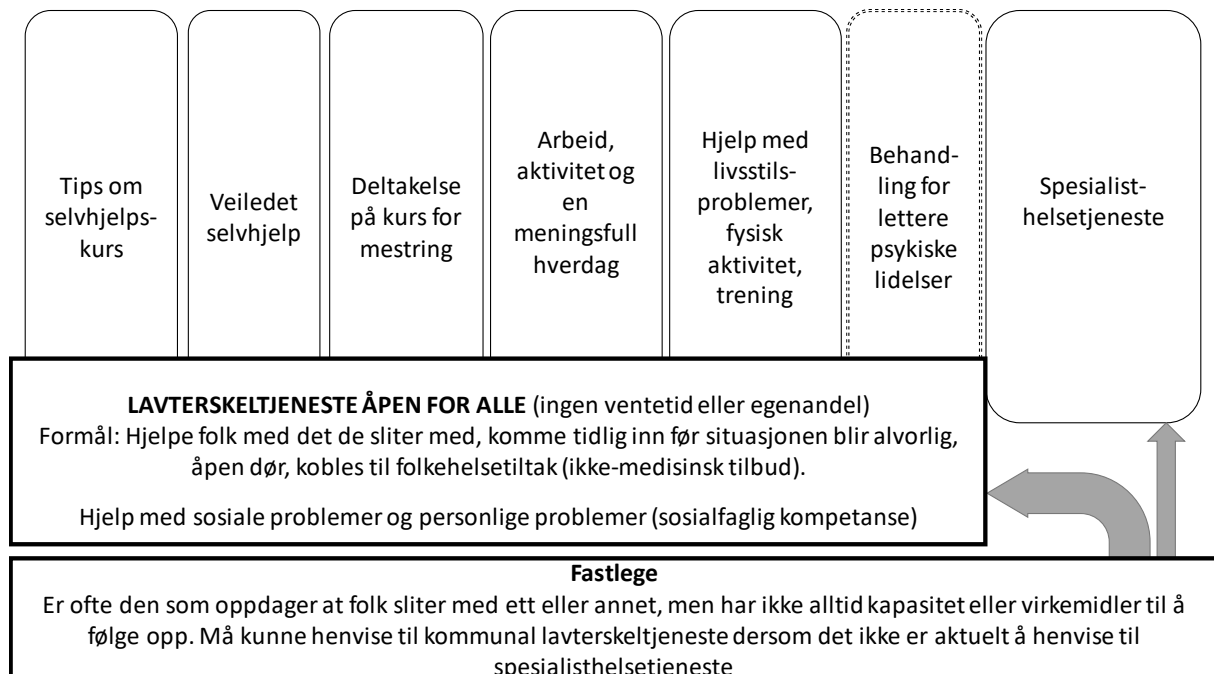 Tips om
selvhjelps-
kurs
Veiledet
selvhjelp
Deltakelse
på kurs for
mestring
Arbeid,
aktivitet og
en
meningsfull
hverdag
Hjelp med
livsstils-
problemer,
fysisk
aktivitet,
trening
Behand-
ling for
lettere
psykiske
lidelser
Spesialist-
helsetjeneste
LAVTERSKELTJENESTE ÅPEN FOR ALLE (ingen ventetid eller egenandel)
Formål: Hjelpe folk med det de sliter med, komme tidlig inn før situasjonen blir alvorlig,
åpen dør, kobles til folkehelsetiltak (ikke-medisinsk tilbud).
Hjelp med sosiale problemer og personlige problemer (sosialfaglig kompetanse)
Fastlege
Er ofte den som oppdager at folk sliter med ett eller annet, men har ikke alltid kapasitet eller virkemidler til å
følge opp. Må kunne henvise til kommunal lavterskeltjeneste dersom det ikke er aktuelt å henvise til
spesialisthelsetjeneste